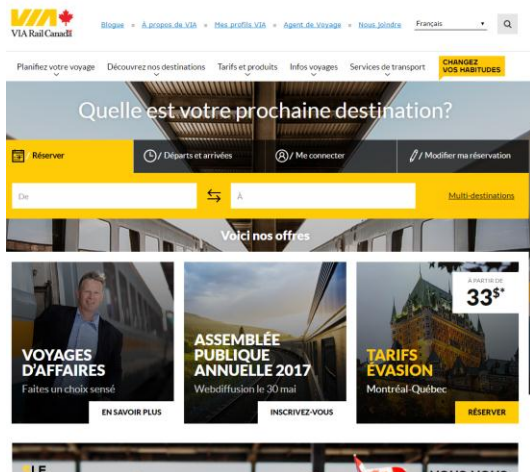 VIA
VIA Rail Canada
Blogue
À propos de VIA
Mes profils VIA
Agent de Voyage
Nous Joindre
Français
Planifiez votre voyage
Découvrez nos destinations
Tarifs et produits
Infos voyages
Services de transport
CHANGEZ
VOS HABITUDES
Quelle est votre prochaine destination?
Réserver
/ Départs et arrivées
/ Me connecter
/ Modifier ma réservation
De
À
Multi-destinations
Voici nos offres
VOYAGES
D'AFFAIRES
Faites un choix sensé
EN SAVOIR PLUS
ASSEMBLÉE
PUBLIQUE
ANNUELLE 2017
Webdiffusion le 30 mai
INSCRIVEZ-VOUS
À PARTIR DE
33$*
TARIFS
ÉVASION
Montréal-Québec
RÉSERVER